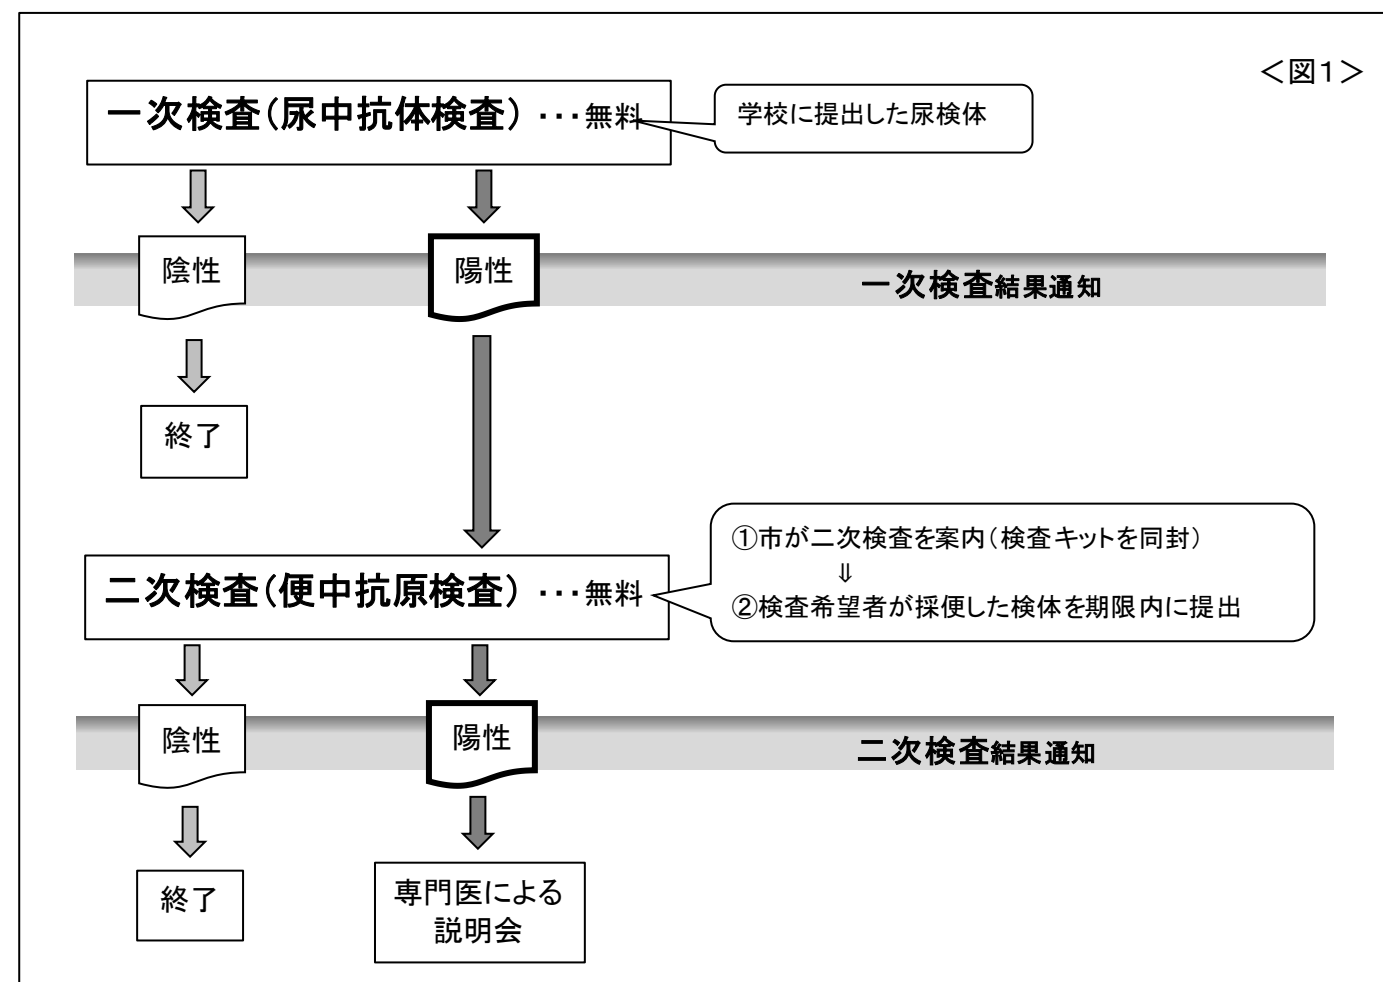 ＜図１＞
一次検査（尿中抗体検査）・・・無料
学校に提出した尿検体
陰性
陽性
一次検査結果通知
終了
①市が二次検査を案内（検査キットを同封）
⇓
②検査希望者が採便した検体を期限内に提出
二次検査（便中抗原検査）・・・無料
陰性
陽性
二次検査結果通知
終了
専門医による
説明会